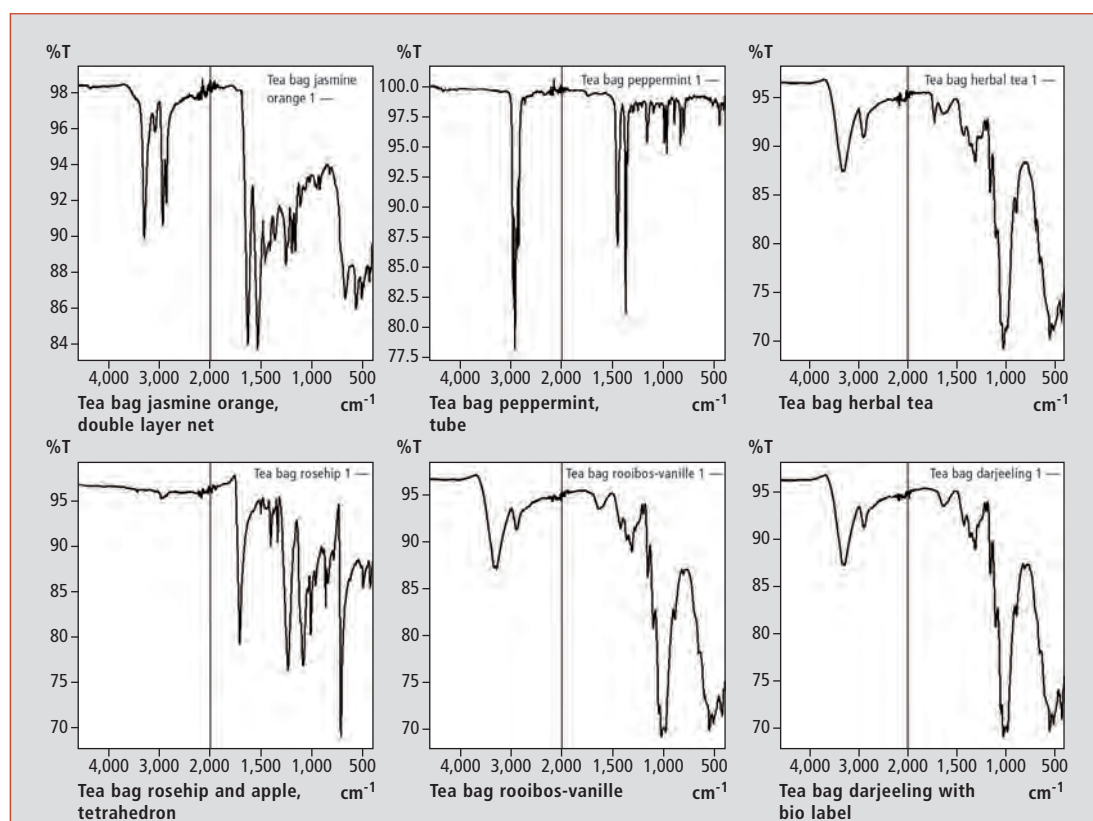 %T
Tea bag jasmine
orange 1 —
98
96
94
92
90
88
86
84
4,000 3,000 2,000 1,500 1,000 500
Tea bag jasmine orange, cm-1
double layer net
%T
Tea bag peppermint 1 —
100.0
97.5
95.0
92.5
90.0
87.5
85.0
82.5
80.0
77.5
4,000 3,000 2,000 1,500 1,000 500
Tea bag peppermint, cm-1
tube
%T
Tea bag herbal tea 1 —
95
90
85
80
75
70
4,000 3,000 2,000 1,500 1,000 500
Tea bag herbal tea cm-1
%T
Tea bag rosehip 1 —
95
90
85
80
75
70
4,000 3,000 2,000 1,500 1,000 500
Tea bag rosehip and apple, cm-1
tetrahedron
%T
Tea bag rooibos-vanille 1 —
95
90
85
80
75
70
4,000 3,000 2,000 1,500 1,000 500
Tea bag rooibos-vanille cm-1
%T
Tea bag darjeeling 1 —
95
90
85
80
75
70
4,000 3,000 2,000 1,500 1,000 500
Tea bag darjeeling with cm-1
bio label